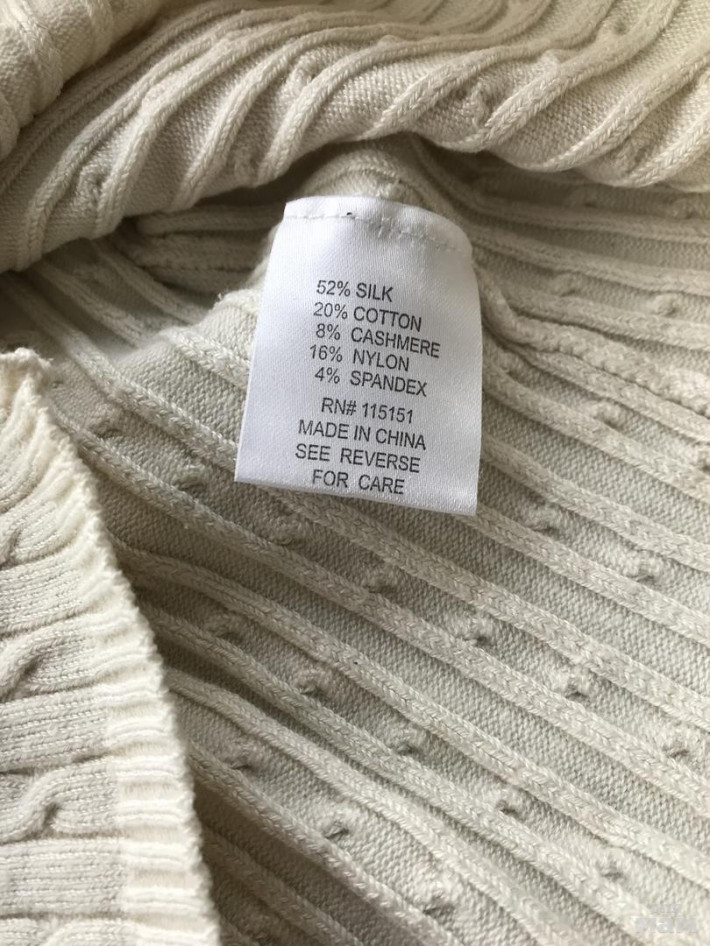 52% SILK
20% COTTON
8% CASHMERE
16% NYLON
4% SPANDEX
RN# 115151
MADE IN CHINA
SEE REVERSE
FOR CARE